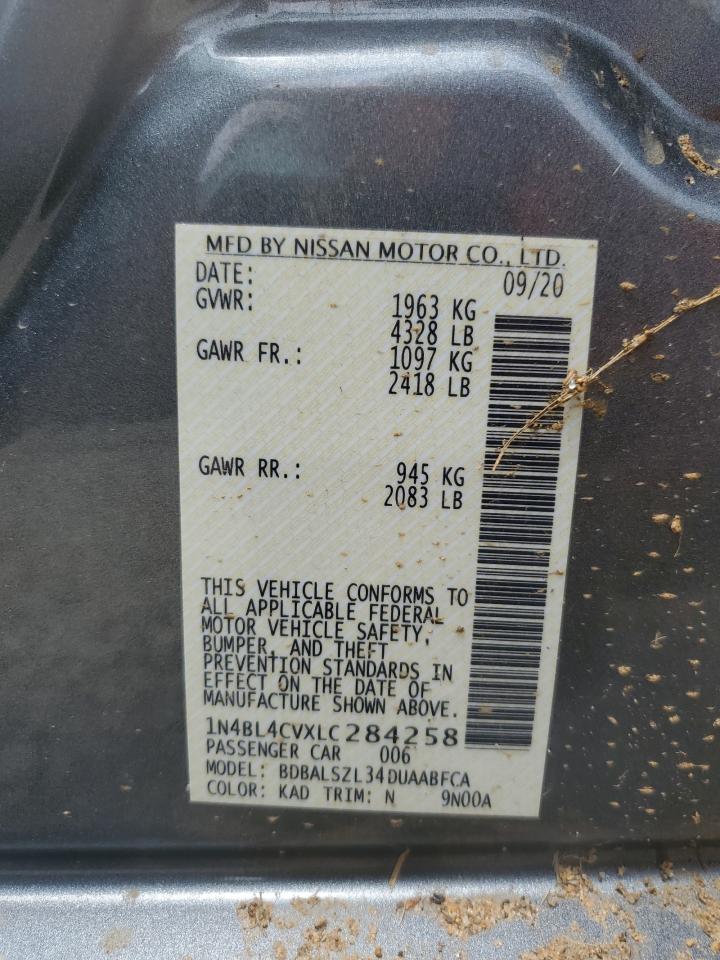 MFD BY NISSAN MOTOR CO., LTD.
DATE: 09/20
GVWR: 1963 KG
4328 LB
GAWR FR.: 1097 KG
2418 LB
GAWR RR.: 945 KG
2083 LB
THIS VEHICLE CONFORMS TO
ALL APPLICABLE FEDERAL
MOTOR VEHICLE SAFETY,
BUMPER, AND THEFT
PREVENTION STANDARDS IN
EFFECT ON THE DATE OF
MANUFACTURE SHOWN ABOVE.
1N4BL4CVXLC284258
PASSENGER CAR 006
MODEL: BDBALSZL34DUAABFCA
COLOR: KAD TRIM: N 9N00A